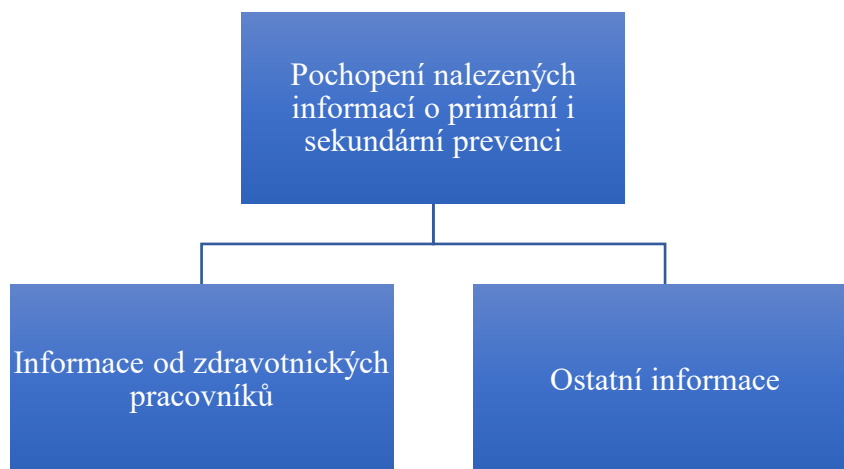 Pochopení nalezených
informací o primární i
sekundární prevenci
Informace od zdravotnických
pracovníků
Ostatní informace